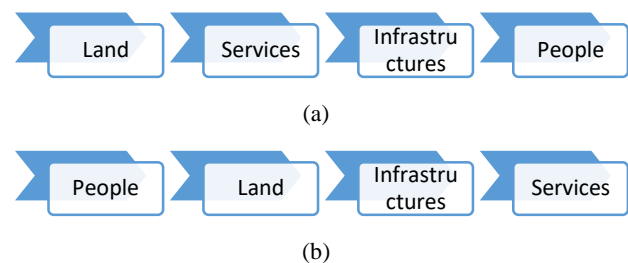 Land
Services
Infrastru
ctures
People
(a)
People
Land
Infrastru
ctures
Services
(b)